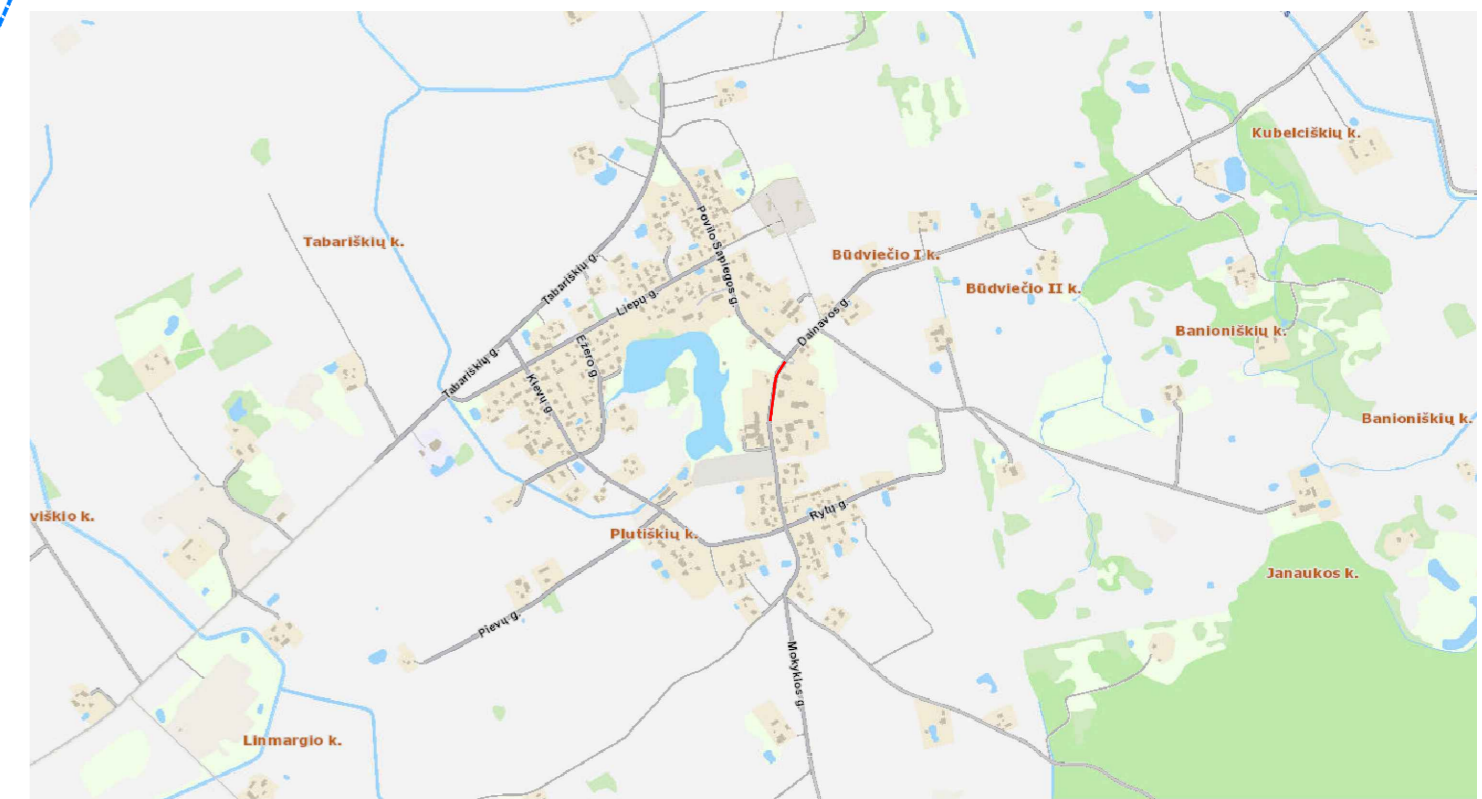 Kubelciškių k.
Povilo Sapiegos g.
Tabariškių k.
Būdviečio I k.
Tabariškių g.
Būdviečio II k.
Liepų g.
Dainavos g.
Banioniškių k.
Ežero g.
Tabariškių g.
Klevų g.
Banioniškių k.
Rytų g.
viškio k.
Plutiškių k.
Janaukos k.
Pievų g.
Mokyklos g.
Linmargio k.